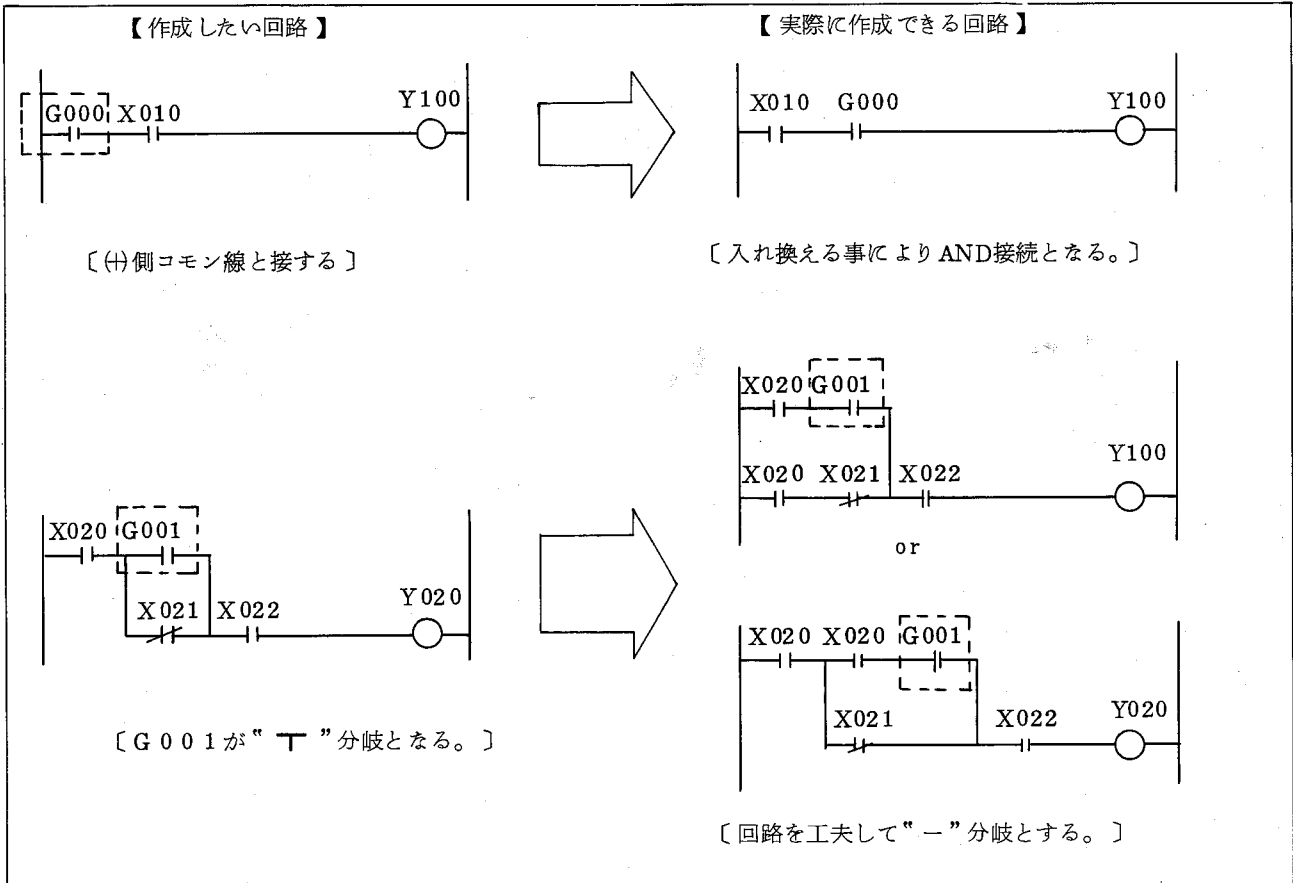 【作成したい回路】
【実際に作成できる回路】
G000 X010 Y100
X010 G000 Y100
〔(+)側コモン線と接する〕
〔入れ換える事によりAND接続となる。〕
X020 G001
X021 X022 Y020
〔G001が“┳”分岐となる。〕
X020 G001
X020 X021 X022 Y100
or
X020 X020 G001
X021 X022 Y020
〔回路を工夫して“ー”分岐とする。〕